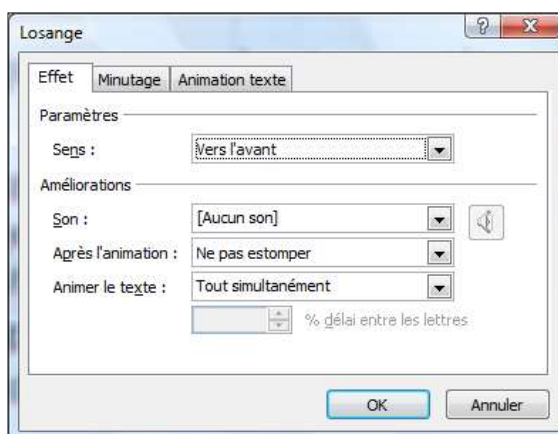 Losange
Effet Minutage Animation texte
Paramètres
Sens : Vers l'avant
Améliorations
Son : [Aucun son]
Après l'animation : Ne pas estomper
Animer le texte : Tout simultanément
% délai entre les lettres
OK Annuler